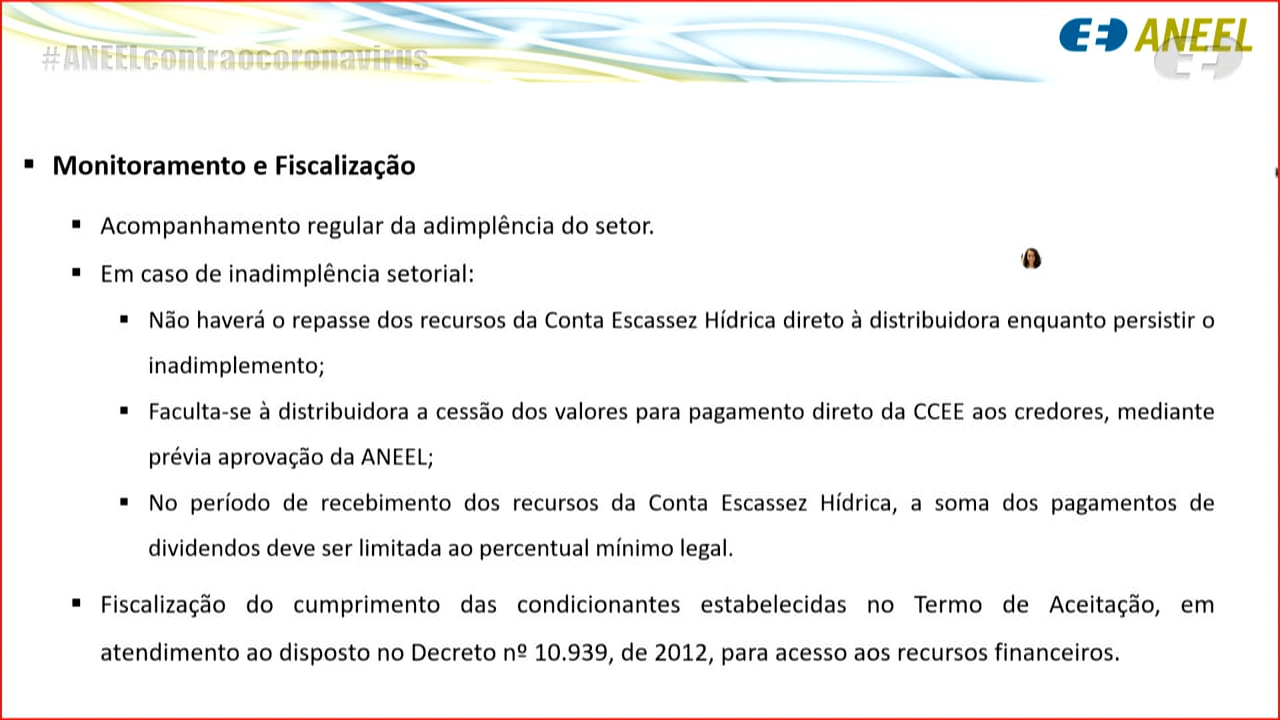 #ANEELcontraocoronavirus
ANEEL
Monitoramento e Fiscalização
Acompanhamento regular da adimplência do setor.
Em caso de inadimplência setorial:
Não haverá o repasse dos recursos da Conta Escassez Hídrica direto à distribuidora enquanto persistir o
inadimplemento;
Faculta-se à distribuidora a cessão dos valores para pagamento direto da CCEE aos credores, mediante
prévia aprovação da ANEEL;
No período de recebimento dos recursos da Conta Escassez Hídrica, a soma dos pagamentos de
dividendos deve ser limitada ao percentual mínimo legal.
Fiscalização do cumprimento das condicionantes estabelecidas no Termo de Aceitação, em
atendimento ao disposto no Decreto nº 10.939, de 2012, para acesso aos recursos financeiros.